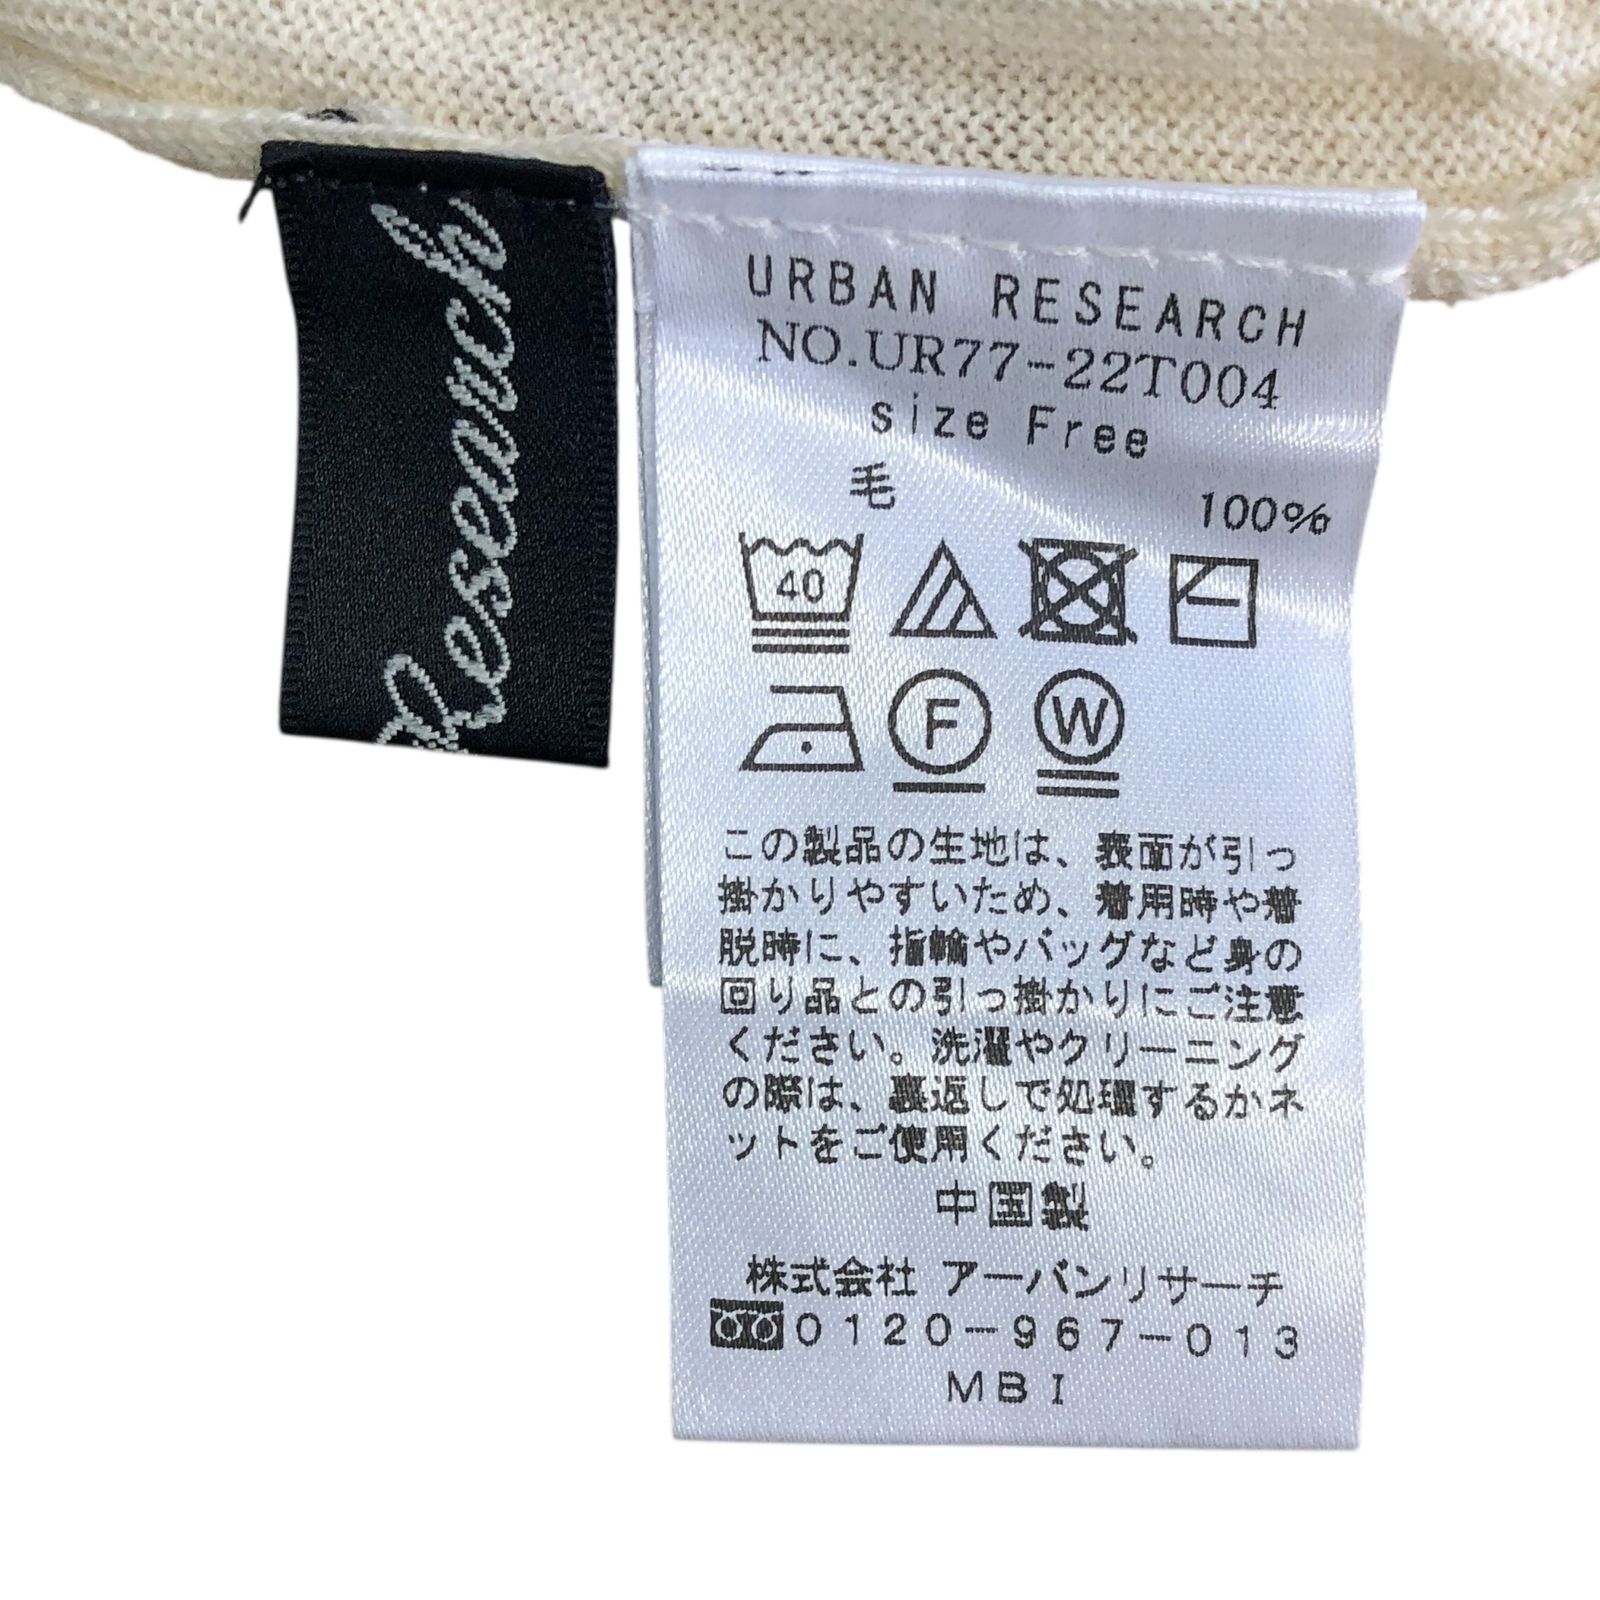 Research
URBAN RESEARCH
NO.UR77-22T004
size Free
毛 100%
40
F W
この製品の生地は、表面が引っ
掛かりやすいため、着用時や着
脱時に、指輪やバッグなど身の
回り品との引っ掛かりにご注意
ください。洗濯やクリーニング
の際は、裏返しで処理するかネ
ットをご使用ください。
中国製
株式会社 アーバンリサーチ
0120-967-013
MBI